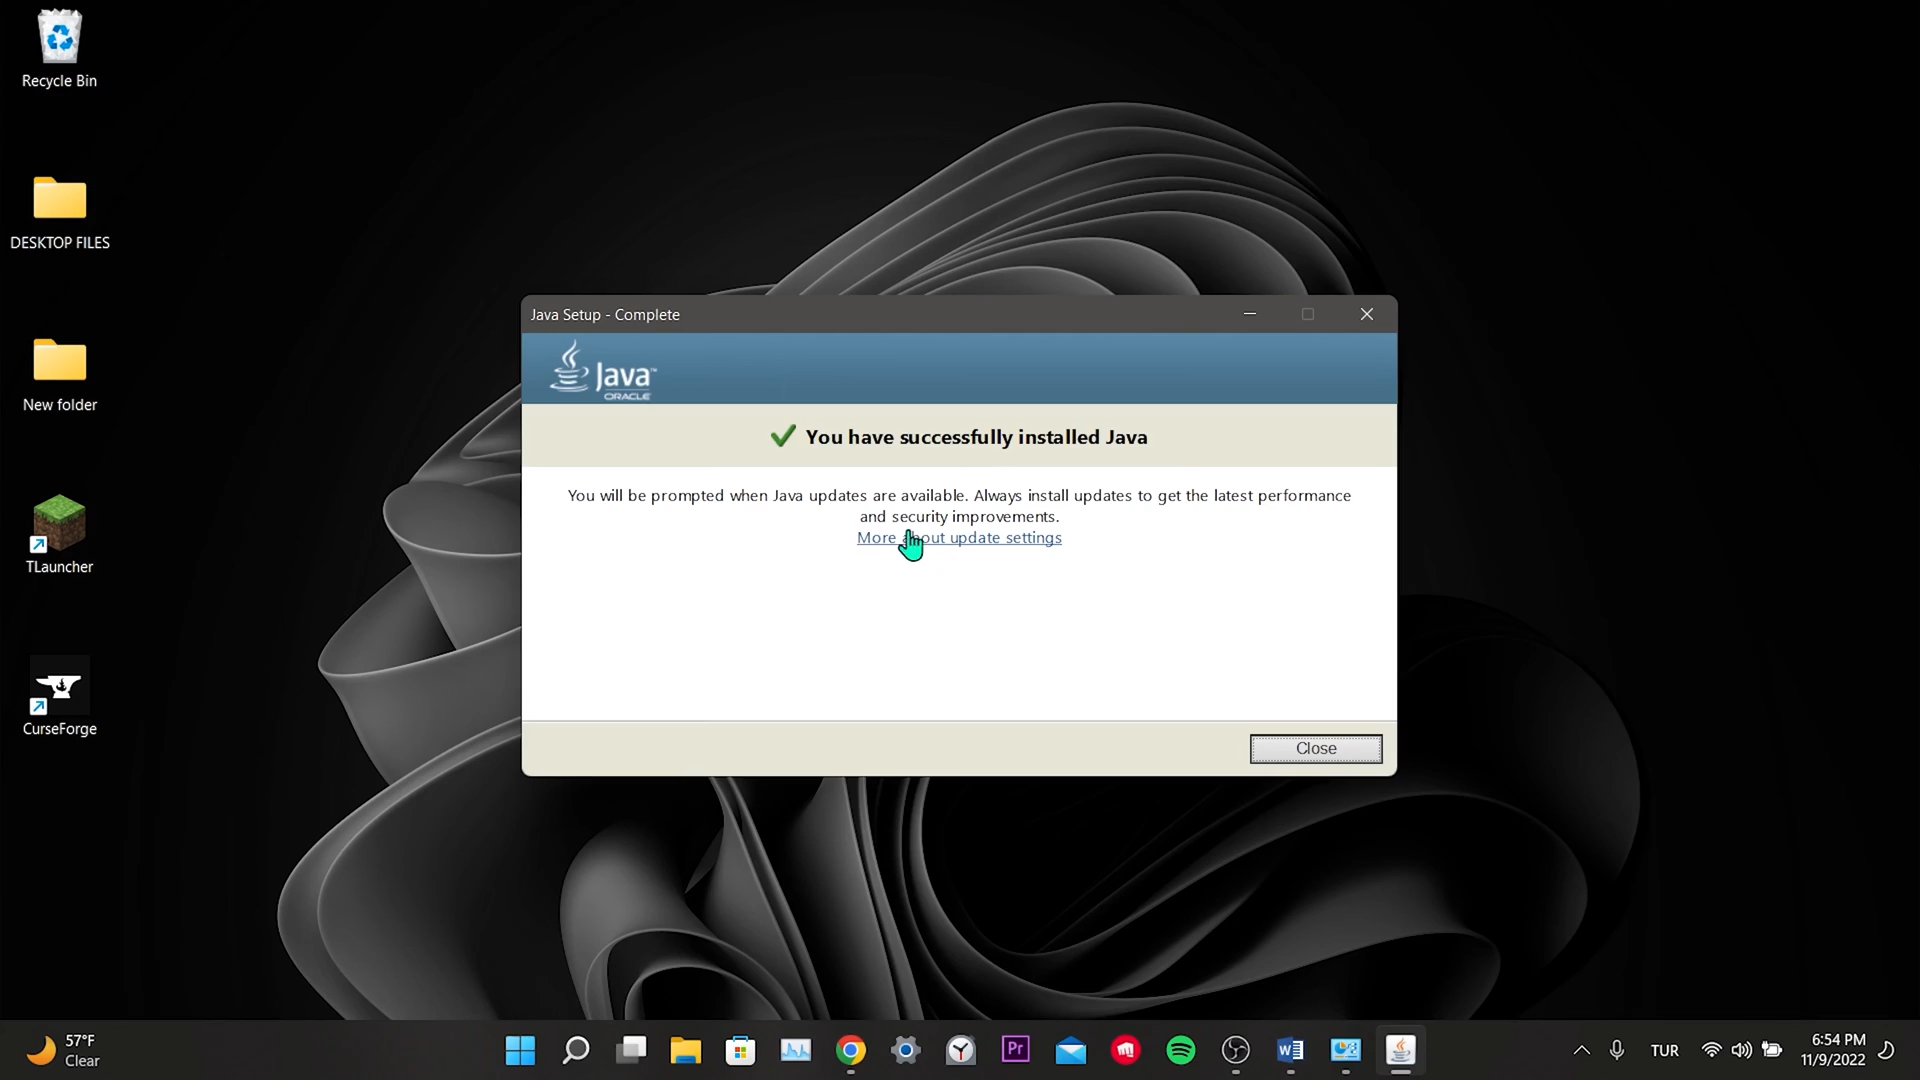 Recycle Bin
DESKTOP FILES
New folder
TLauncher
CurseForge
Java Setup - Complete
Java™
ORACLE
You have successfully installed Java
You will be prompted when Java updates are available. Always install updates to get the latest performance
and security improvements.
More about update settings
Close
57°F
Clear
Pr
W
TUR
6:54 PM
11/9/2022